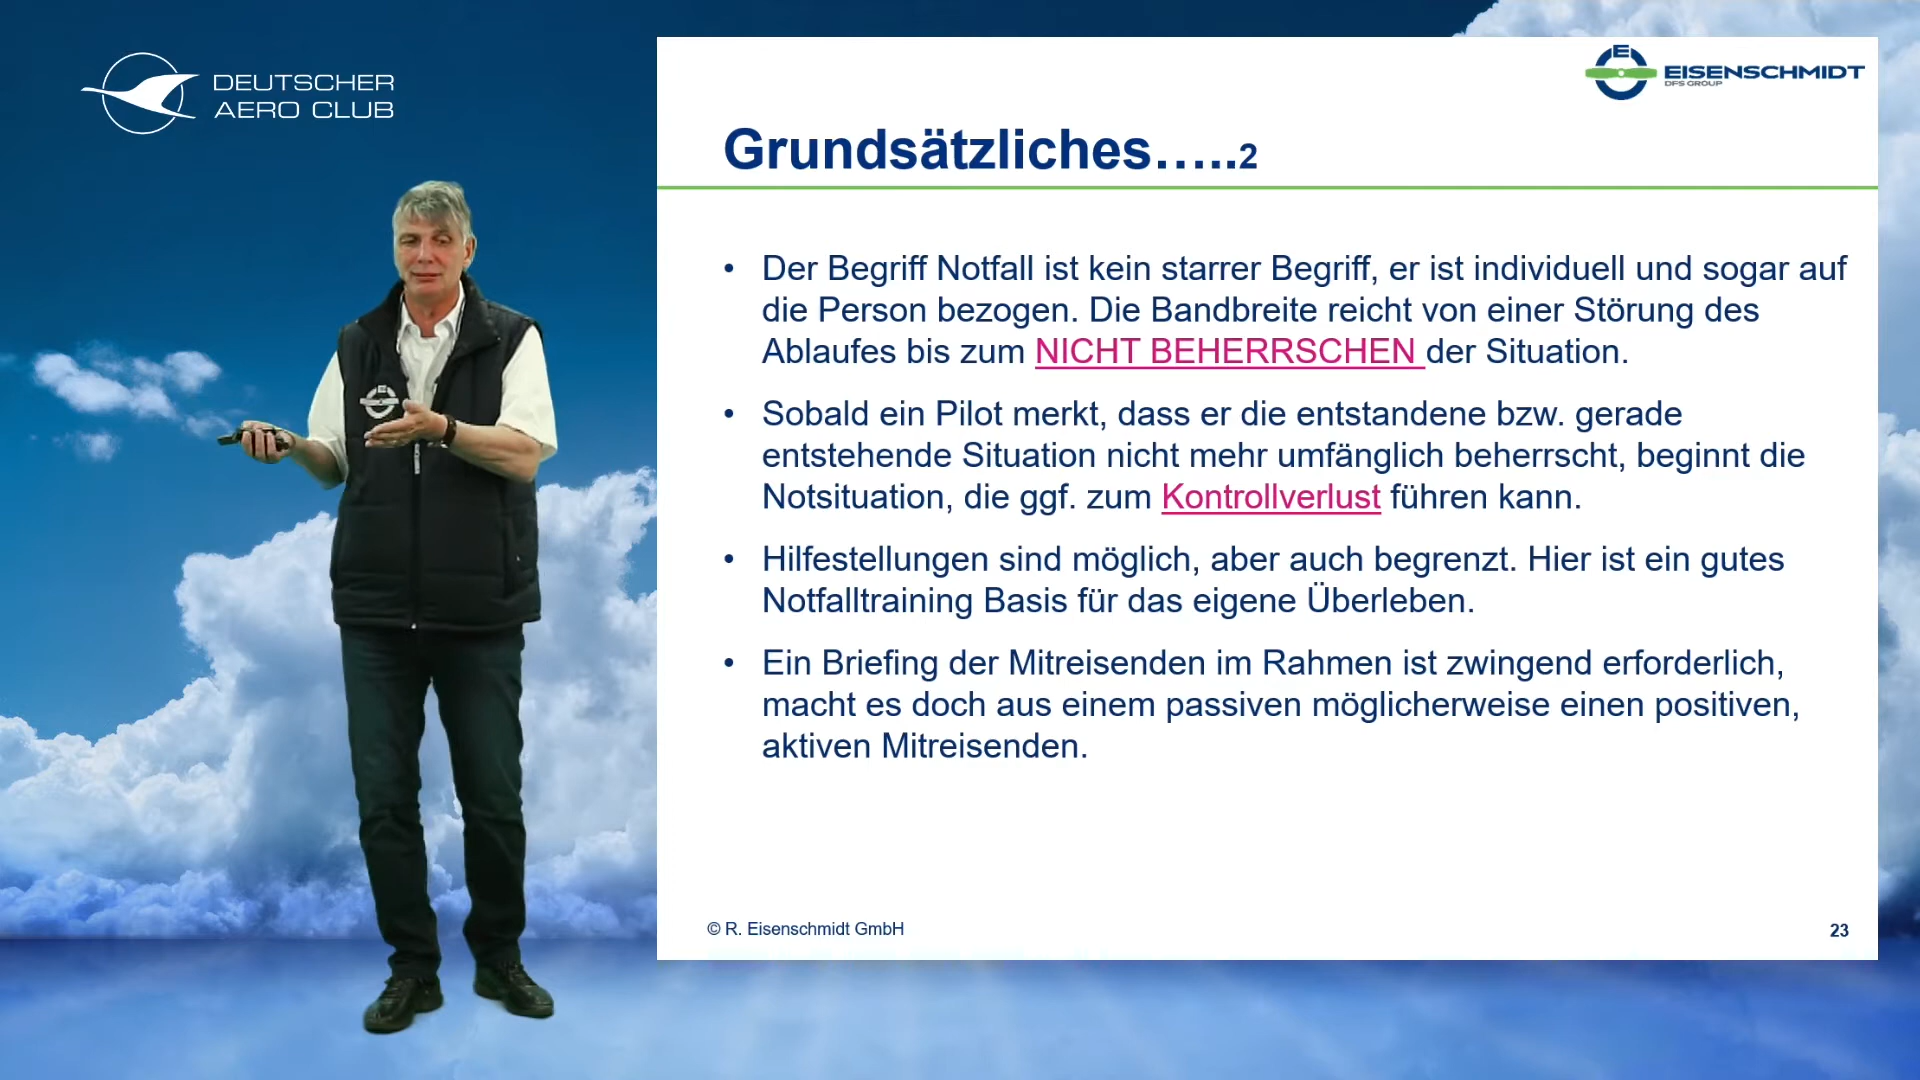 DEUTSCHER
AERO CLUB
EISENSCHMIDT
DFS GROUP
Grundsätzliches…..2
• Der Begriff Notfall ist kein starrer Begriff, er ist individuell und sogar auf
die Person bezogen. Die Bandbreite reicht von einer Störung des
Ablaufes bis zum NICHT BEHERRSCHEN der Situation.
• Sobald ein Pilot merkt, dass er die entstandene bzw. gerade
entstehende Situation nicht mehr umfänglich beherrscht, beginnt die
Notsituation, die ggf. zum Kontrollverlust führen kann.
• Hilfestellungen sind möglich, aber auch begrenzt. Hier ist ein gutes
Notfalltraining Basis für das eigene Überleben.
• Ein Briefing der Mitreisenden im Rahmen ist zwingend erforderlich,
macht es doch aus einem passiven möglicherweise einen positiven,
aktiven Mitreisenden.
© R. Eisenschmidt GmbH
23